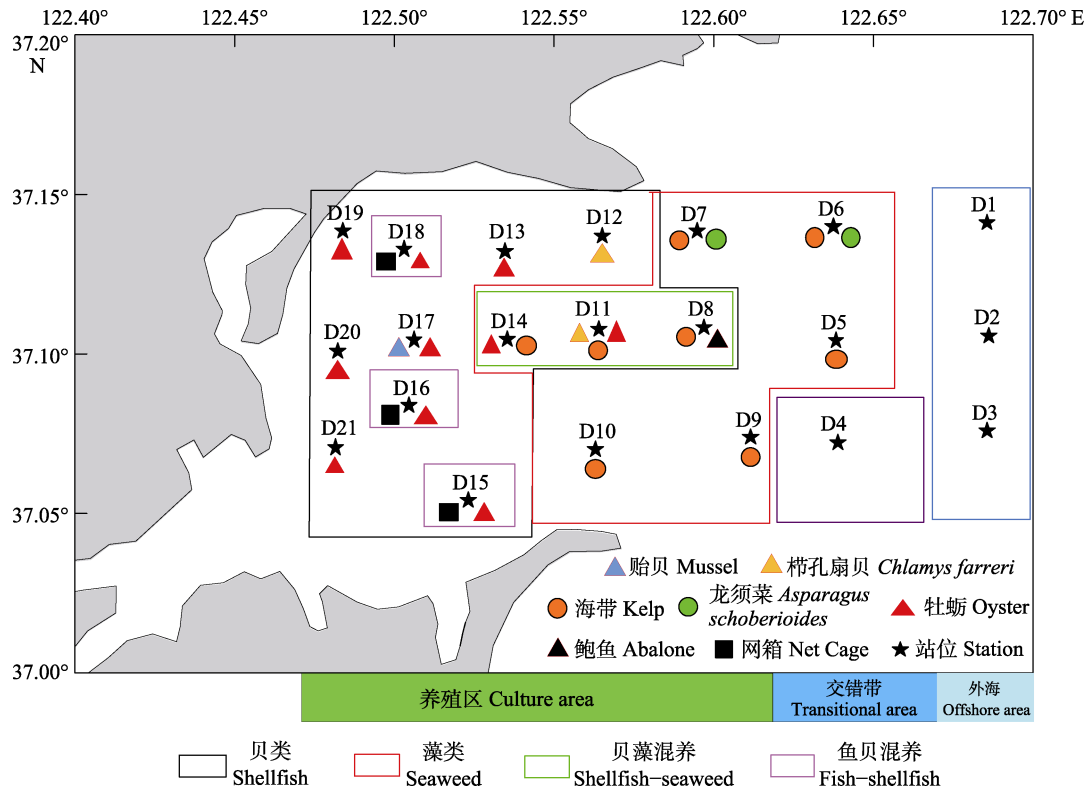 122.40° 122.50° 122.55° 122.60° 122.65° 122.70° E
37.20°
N
37.15°
37.10°
37.05°
37.00°
D19
D18
D13
D12
D7
D6
D1
D20
D17
D14
D11
D8
D5
D2
D16
D21
D10
D9
D4
D3
D15
贻贝 Mussel
栉孔扇贝 Chlamys farreri
海带 Kelp
龙须菜 Asparagus
schoberioides
牡蛎 Oyster
鲍鱼 Abalone
网箱 Net Cage
站位 Station
养殖区 Culture area
交错带
Transitional area
外海
Offshore area
贝类
Shellfish
藻类
Seaweed
贝藻混养
Shellfish–seaweed
鱼贝混养
Fish–shellfish